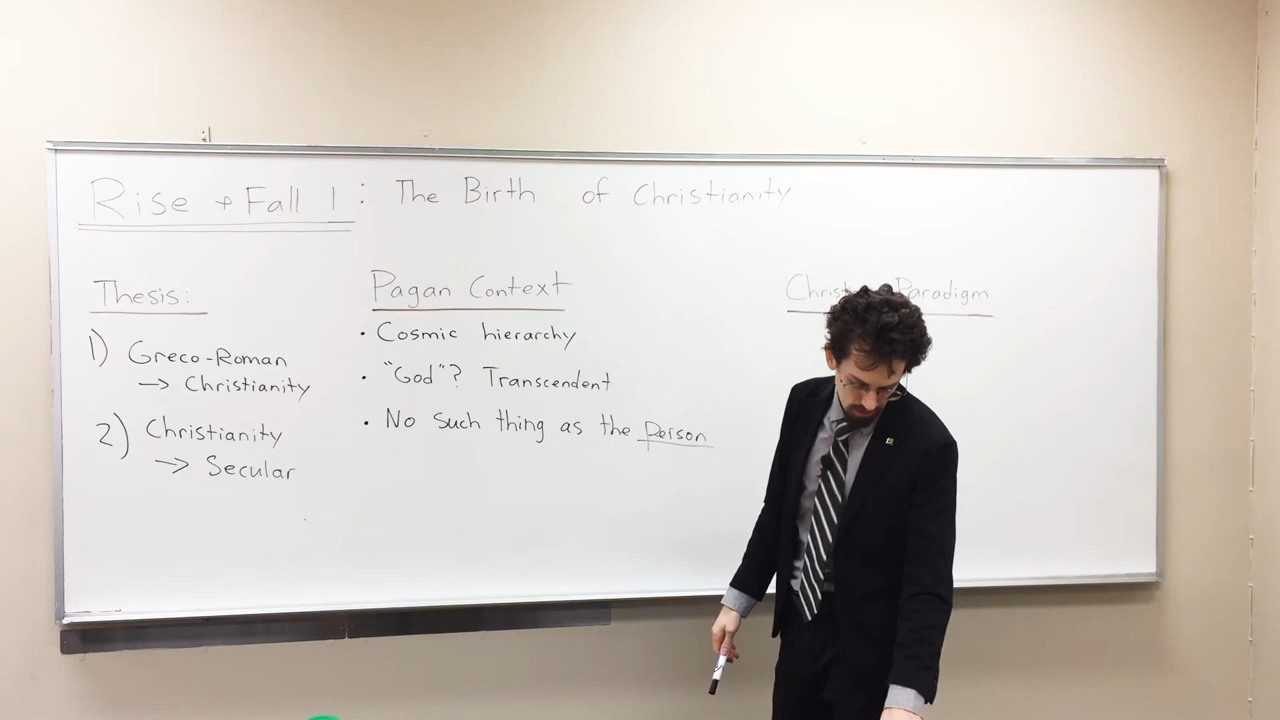 Rise + Fall 1 : The Birth of Christianity
Thesis:
1) Greco-Roman
→ Christianity
2) Christianity
→ Secular
Pagan Context
• Cosmic hierarchy
• "God"? Transcendent
• No such thing as the person
Paradigm